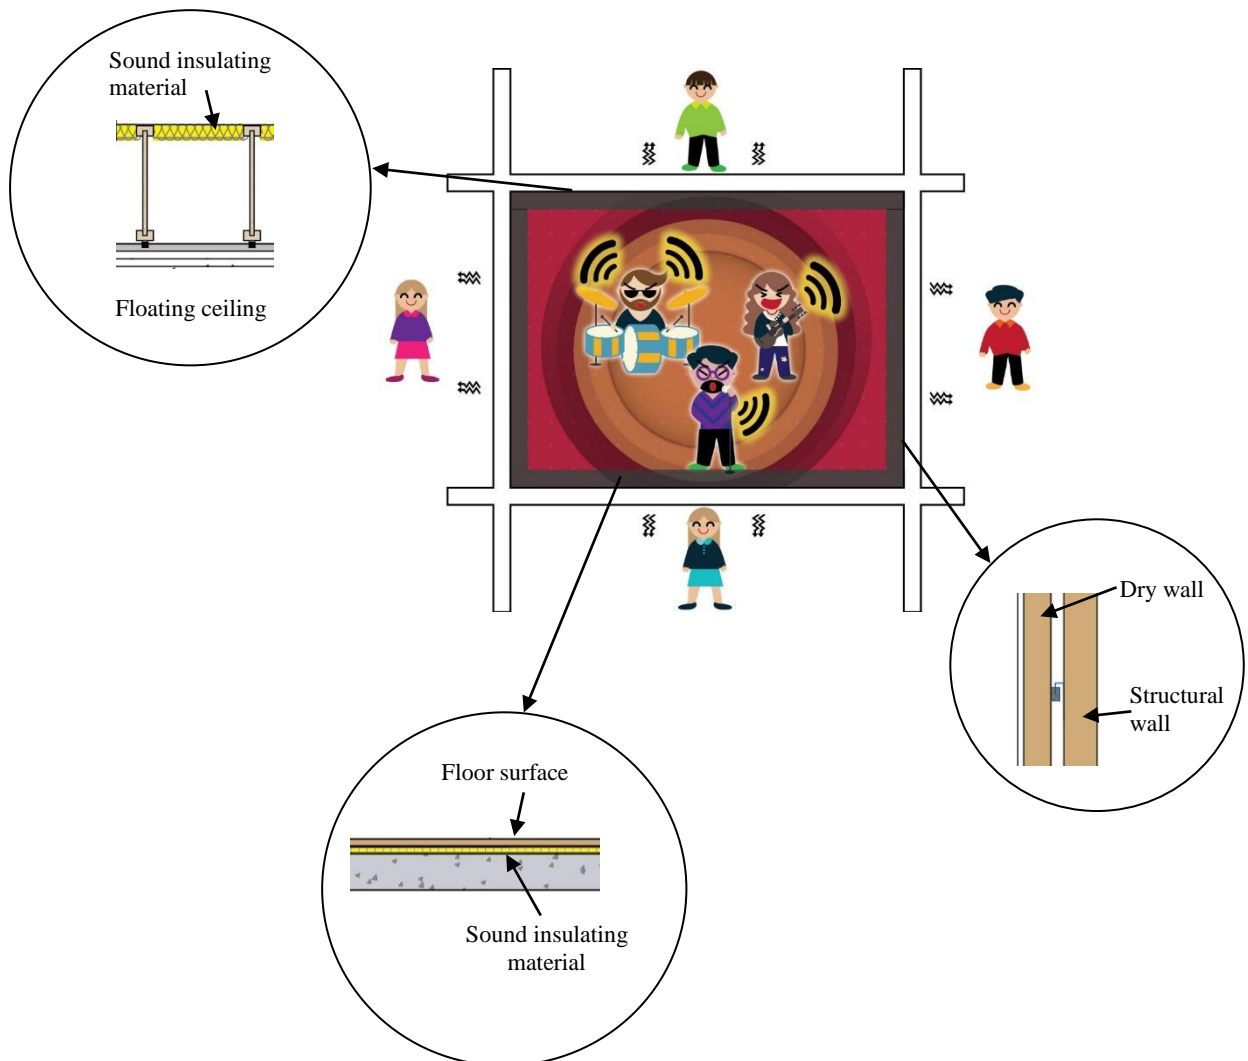 Sound insulating
material
Floating ceiling
Dry wall
Structural
wall
Floor surface
Sound insulating
material